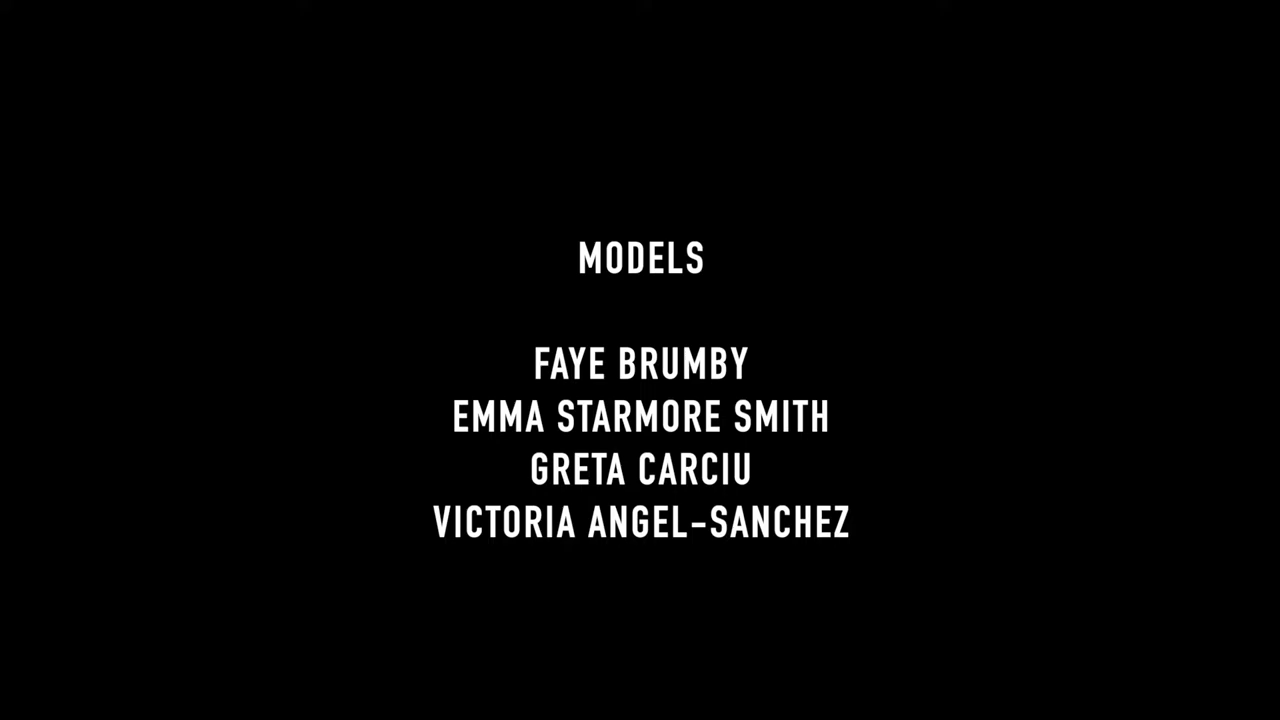 MODELS
FAYE BRUMBY
EMMA STARMORE SMITH
GRETA CARCIU
VICTORIA ANGEL-SANCHEZ